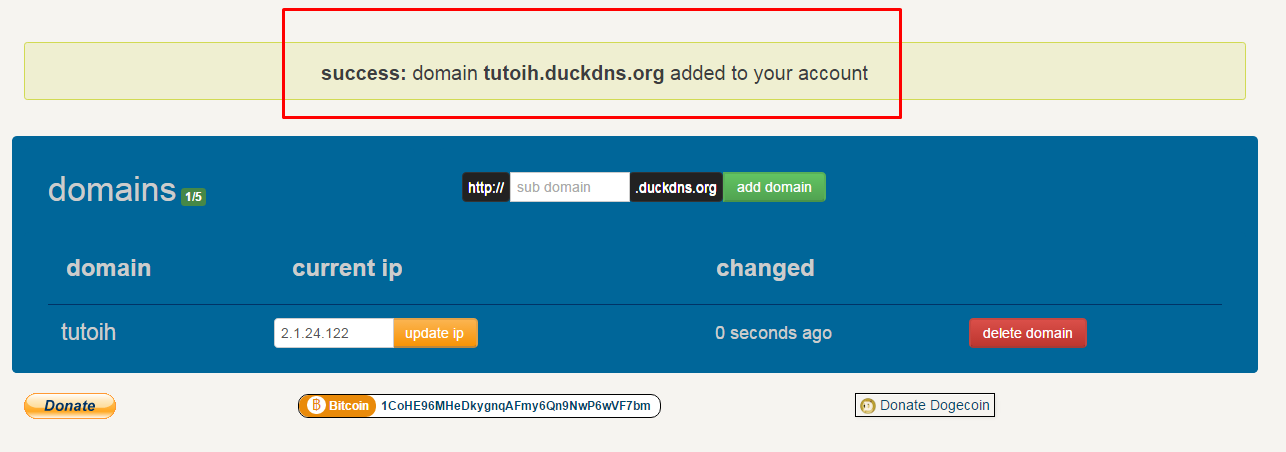 success: domain tutoih.duckdns.org added to your account
domains 1/5
http:// sub domain .duckdns.org add domain
domain current ip changed
tutoih 2.1.24.122 update ip 0 seconds ago delete domain
Donate Bitcoin 1CoHE96MHeDkygnqAFmy6Qn9NwP6wVF7bm Donate Dogecoin